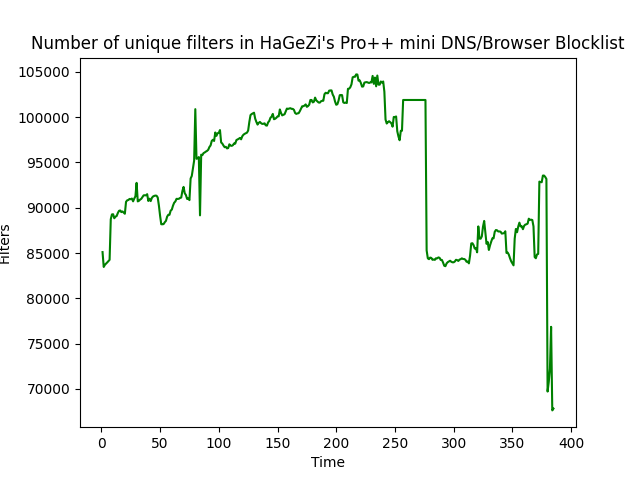 Number of unique filters in HaGeZi's Pro++ mini DNS/Browser Blocklist
105000
100000
95000
90000
85000
80000
75000
70000
Filters
0 50 100 150 200 250 300 350 400
Time